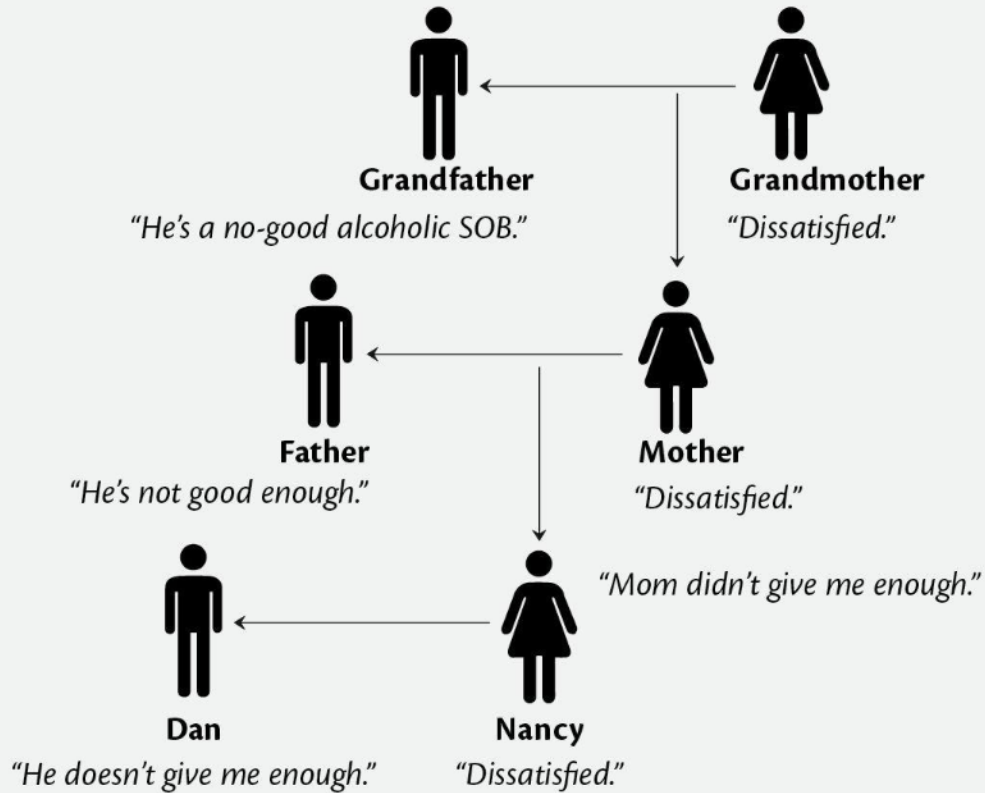 Grandfather
Grandmother
“He’s a no-good alcoholic SOB.”
“Dissatisfied.”
Father
Mother
“He’s not good enough.”
“Dissatisfied.”
“Mom didn’t give me enough.”
Dan
Nancy
“He doesn’t give me enough.”
“Dissatisfied.”